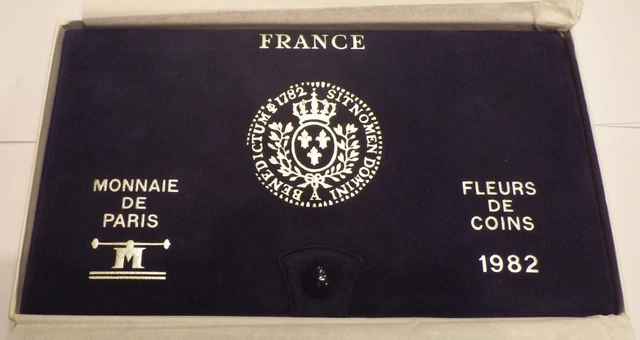 FRANCE
1782 SIT NOMEN DOMINI
A
BENEDICTUM
MONNAIE
DE
PARIS
M
FLEURS
DE
COINS
1982